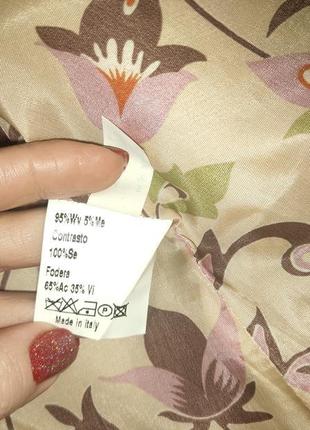 95%Wv 5%Me
Contrasto
100%Se
Fodera
65%Ac 35% Vi
Made in Italy